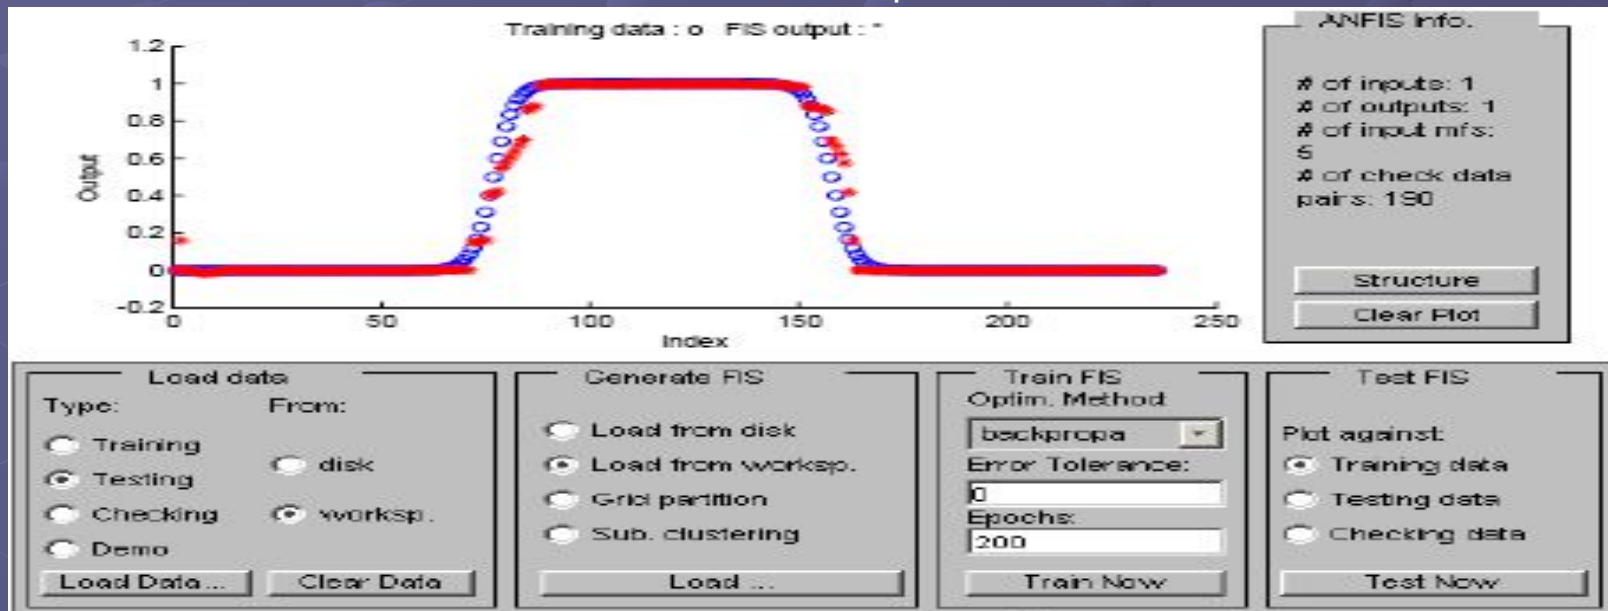 Training data : o FIS output : *
1.2
1
0.8
0.6
0.4
0.2
0
-0.2
Output
0 50 100 150 200 250
Index
ANFIS Info.
# of inputs: 1
# of outputs: 1
# of input mfs:
# of check data
pairs: 190
Structure
Clear Plot
Load data
Type: From:
Training
Testing
Checking
Demo
disk
worksp.
Load Data... Clear Data
Generate FIS
Load from disk
Load from worksp.
Grid partition
Sub. clustering
Load ...
Train FIS
Optim. Method:
backpropa
Error Tolerance:
0
Epochs:
200
Train Now
Test FIS
Plot against:
Training data
Testing data
Checking data
Test Now